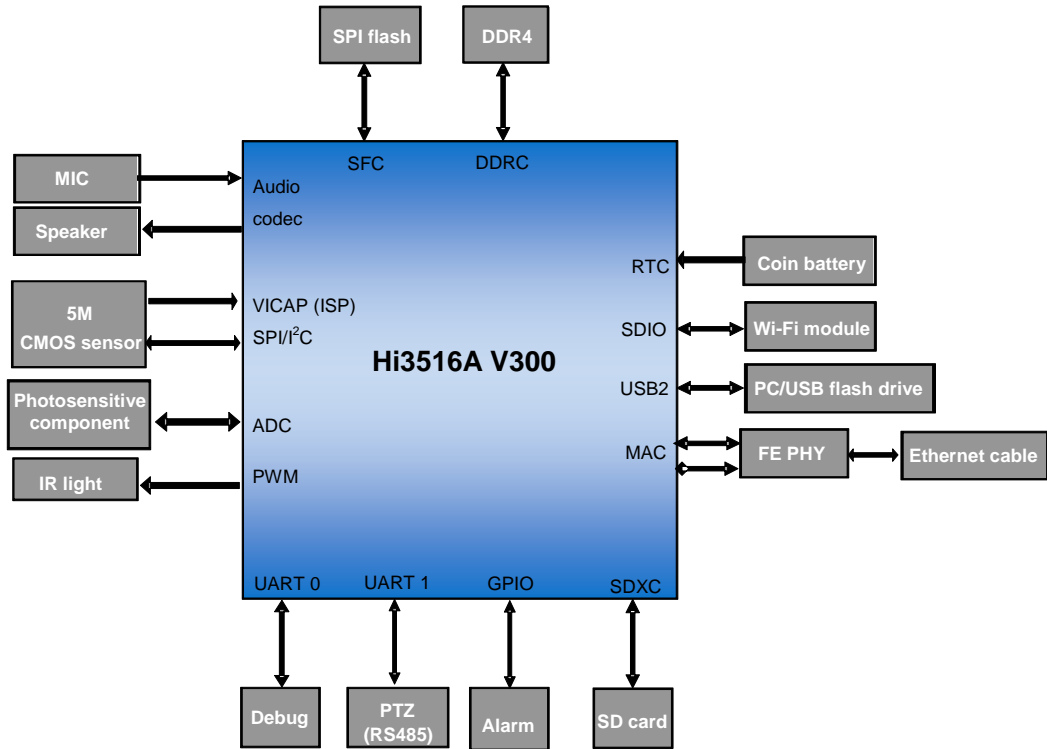 SPI flash
DDR4
SFC
DDRC
MIC
Audio
codec
Speaker
RTC
Coin battery
5M
CMOS sensor
VICAP (ISP)
SPI/I²C
SDIO
Wi-Fi module
Hi3516A V300
USB2
PC/USB flash drive
Photosensitive
component
ADC
MAC
FE PHY
Ethernet cable
IR light
PWM
UART 0
UART 1
GPIO
SDXC
Debug
PTZ
(RS485)
Alarm
SD card